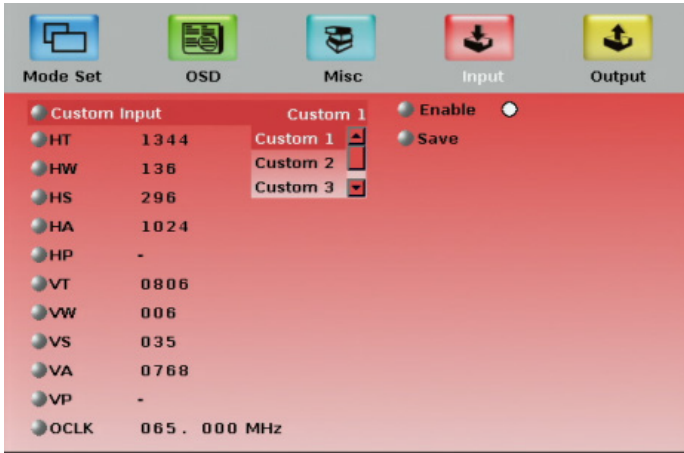 Mode Set OSD Misc Input Output
Custom Input Custom 1 Enable
HT 1344 Custom 1 Save
HW 136 Custom 2
HS 296 Custom 3
HA 1024
HP -
VT 0806
VW 006
VS 035
VA 0768
VP -
OCLK 065. 000 MHz